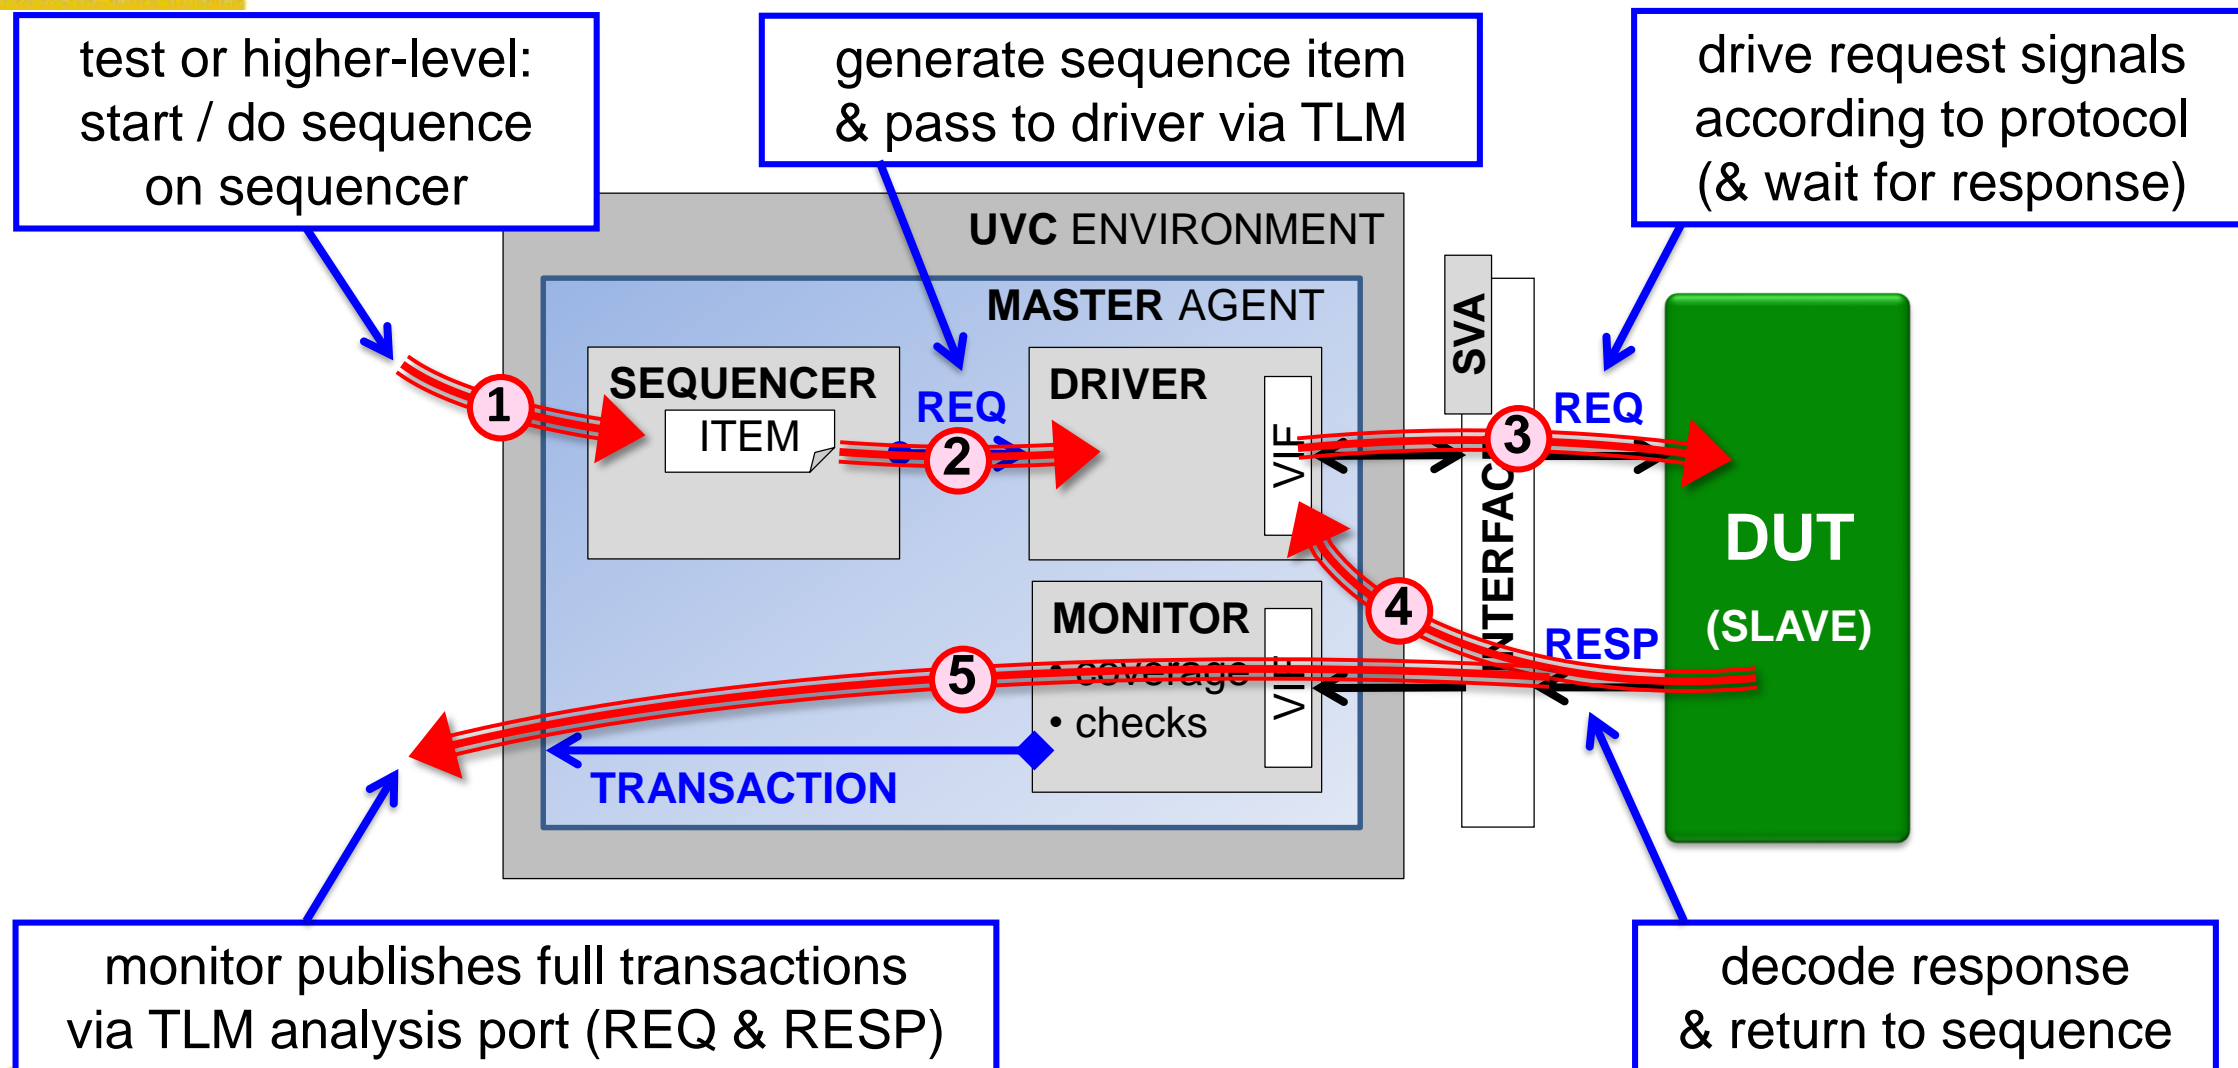 test or higher-level:
start / do sequence
on sequencer
generate sequence item
& pass to driver via TLM
drive request signals
according to protocol
(& wait for response)
UVC ENVIRONMENT
MASTER AGENT
SVA
SEQUENCER
ITEM
REQ
DRIVER
VIF
REQ
1
2
3
INTERFACE
DUT
(SLAVE)
4
MONITOR
• coverage
• checks
VIF
RESP
5
TRANSACTION
monitor publishes full transactions
via TLM analysis port (REQ & RESP)
decode response
& return to sequence